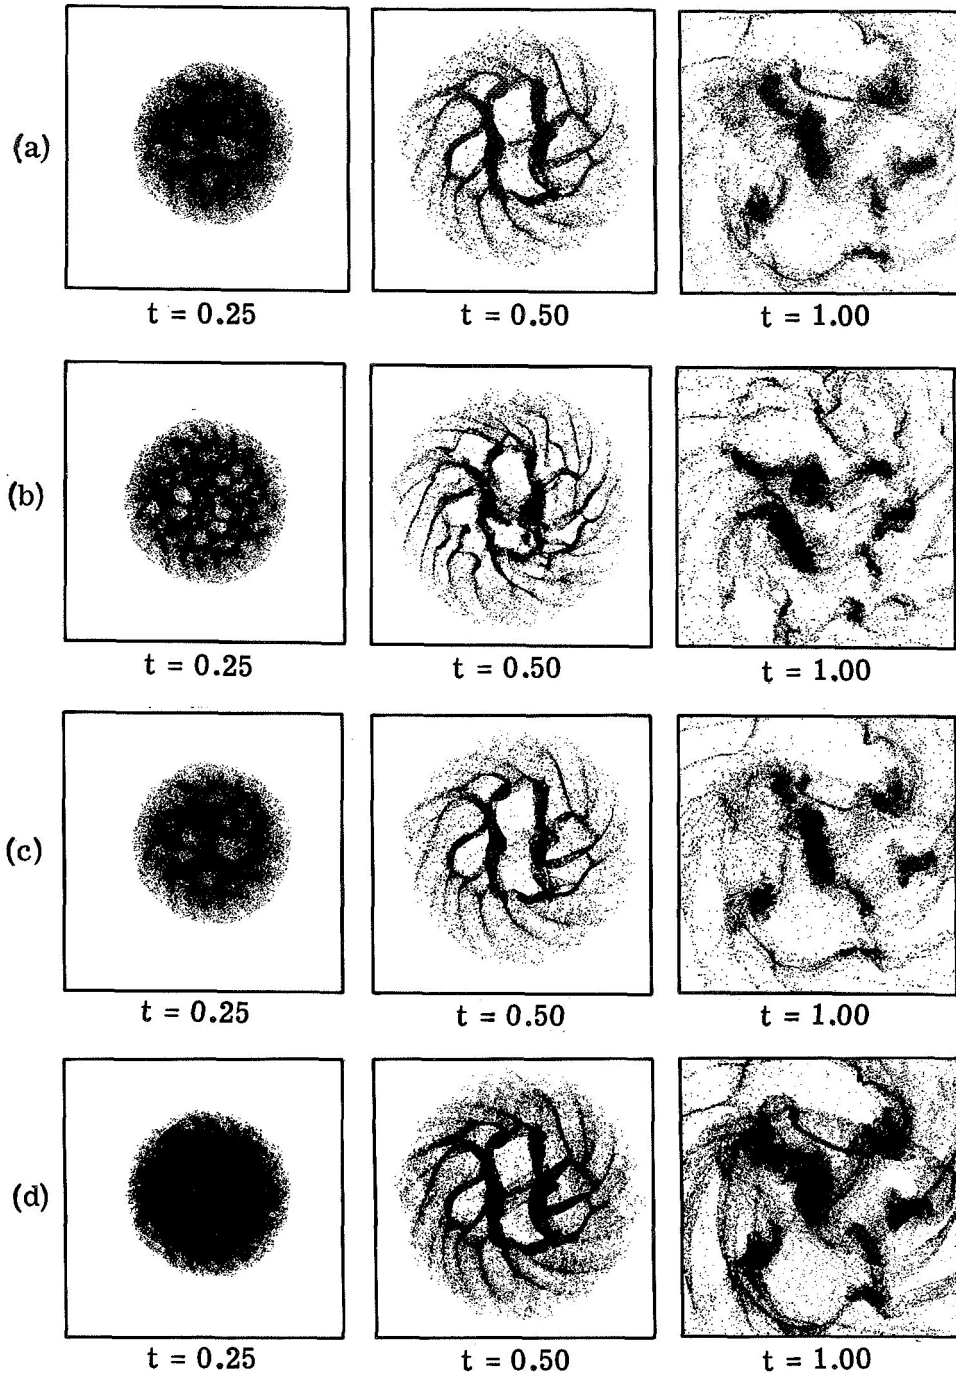 (a)
t = 0.25
t = 0.50
t = 1.00
(b)
t = 0.25
t = 0.50
t = 1.00
(c)
t = 0.25
t = 0.50
t = 1.00
(d)
t = 0.25
t = 0.50
t = 1.00